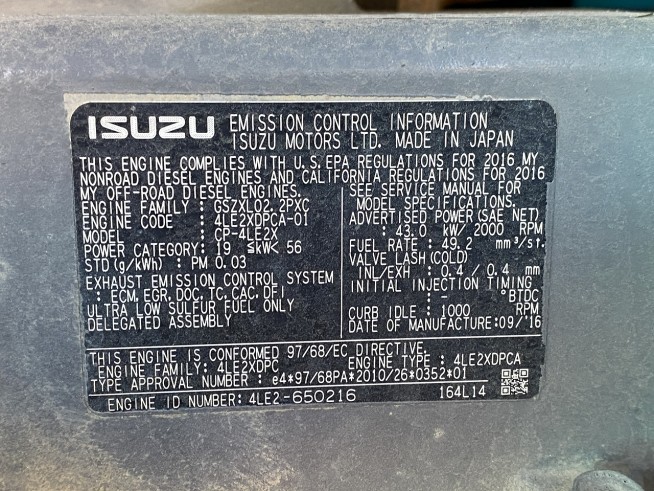 ISUZU EMISSION CONTROL INFORMATION
ISUZU MOTORS LTD. MADE IN JAPAN
THIS ENGINE COMPLIES WITH U.S. EPA REGULATIONS FOR 2016 MY
NONROAD DIESEL ENGINES AND CALIFORNIA REGULATIONS FOR 2016
MY OFF-ROAD DIESEL ENGINES.
ENGINE FAMILY : GSZXL02.2PXC
ENGINE CODE : 4LE2XDPCA-01
MODEL : CP-4LE2X
POWER CATEGORY : 19 ≦kW< 56
STD (g/kWh) : PM 0.03
EXHAUST EMISSION CONTROL SYSTEM
: ECM, EGR, DOC, TC, CAC, DFI
ULTRA LOW SULFUR FUEL ONLY
DELEGATED ASSEMBLY
SEE SERVICE MANUAL FOR
MODEL SPECIFICATIONS.
ADVERTISED POWER(SAE NET)
: 43.0 kW/ 2000 RPM
FUEL RATE : 49.2 mm³/st.
VALVE LASH (COLD)
INL/EXH : 0.4 / 0.4 mm
INITIAL INJECTION TIMING
: - °BTDC
CURB IDLE : 1000 RPM
DATE OF MANUFACTURE:09/'16
THIS ENGINE IS CONFORMED 97/68/EC DIRECTIVE
ENGINE FAMILY : 4LE2XDPC ENGINE TYPE : 4LE2XDPCA
TYPE APPROVAL NUMBER : e4*97/68PA*2010/26*0352*01
ENGINE ID NUMBER: 4LE2-650216 164L14